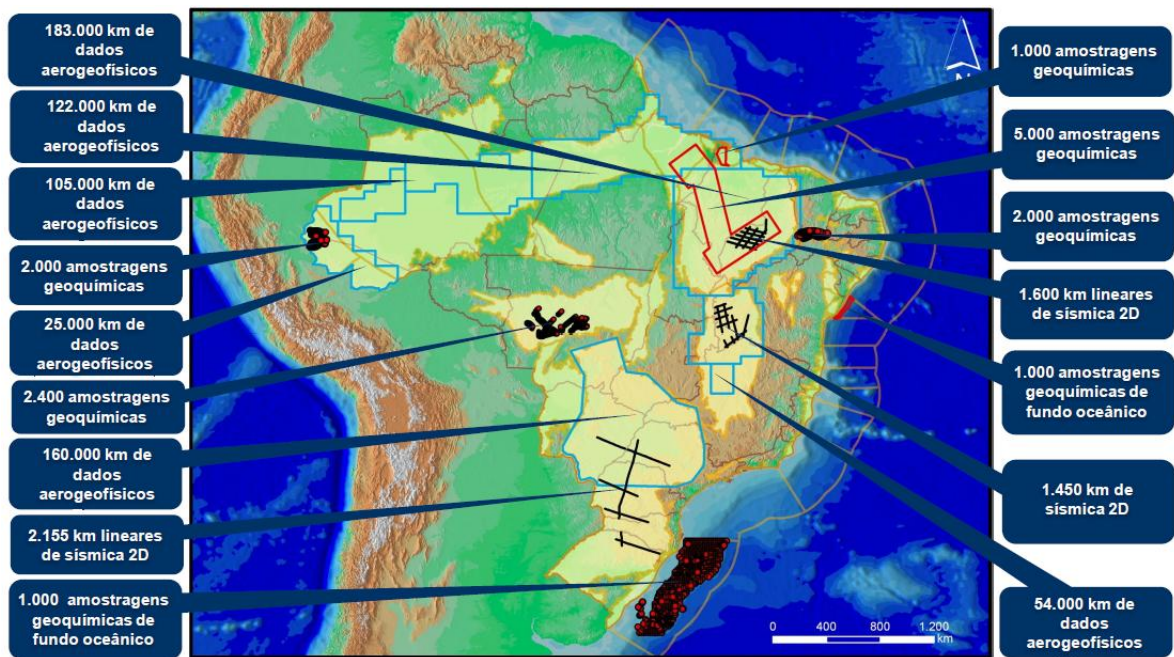 183.000 km de
dados
aerogeofísicos
122.000 km de
dados
aerogeofísicos
105.000 km de
dados
aerogeofísicos
2.000 amostragens
geoquímicas
25.000 km de
dados
aerogeofísicos
2.400 amostragens
geoquímicas
160.000 km de
dados
aerogeofísicos
2.155 km lineares
de sísmica 2D
1.000 amostragens
geoquímicas de
fundo oceânico
N
1.000 amostragens
geoquímicas
5.000 amostragens
geoquímicas
2.000 amostragens
geoquímicas
1.600 km lineares
de sísmica 2D
1.000 amostragens
geoquímicas de
fundo oceânico
1.450 km de
sísmica 2D
54.000 km de
dados
aerogeofísicos
0 400 800 1.200
km